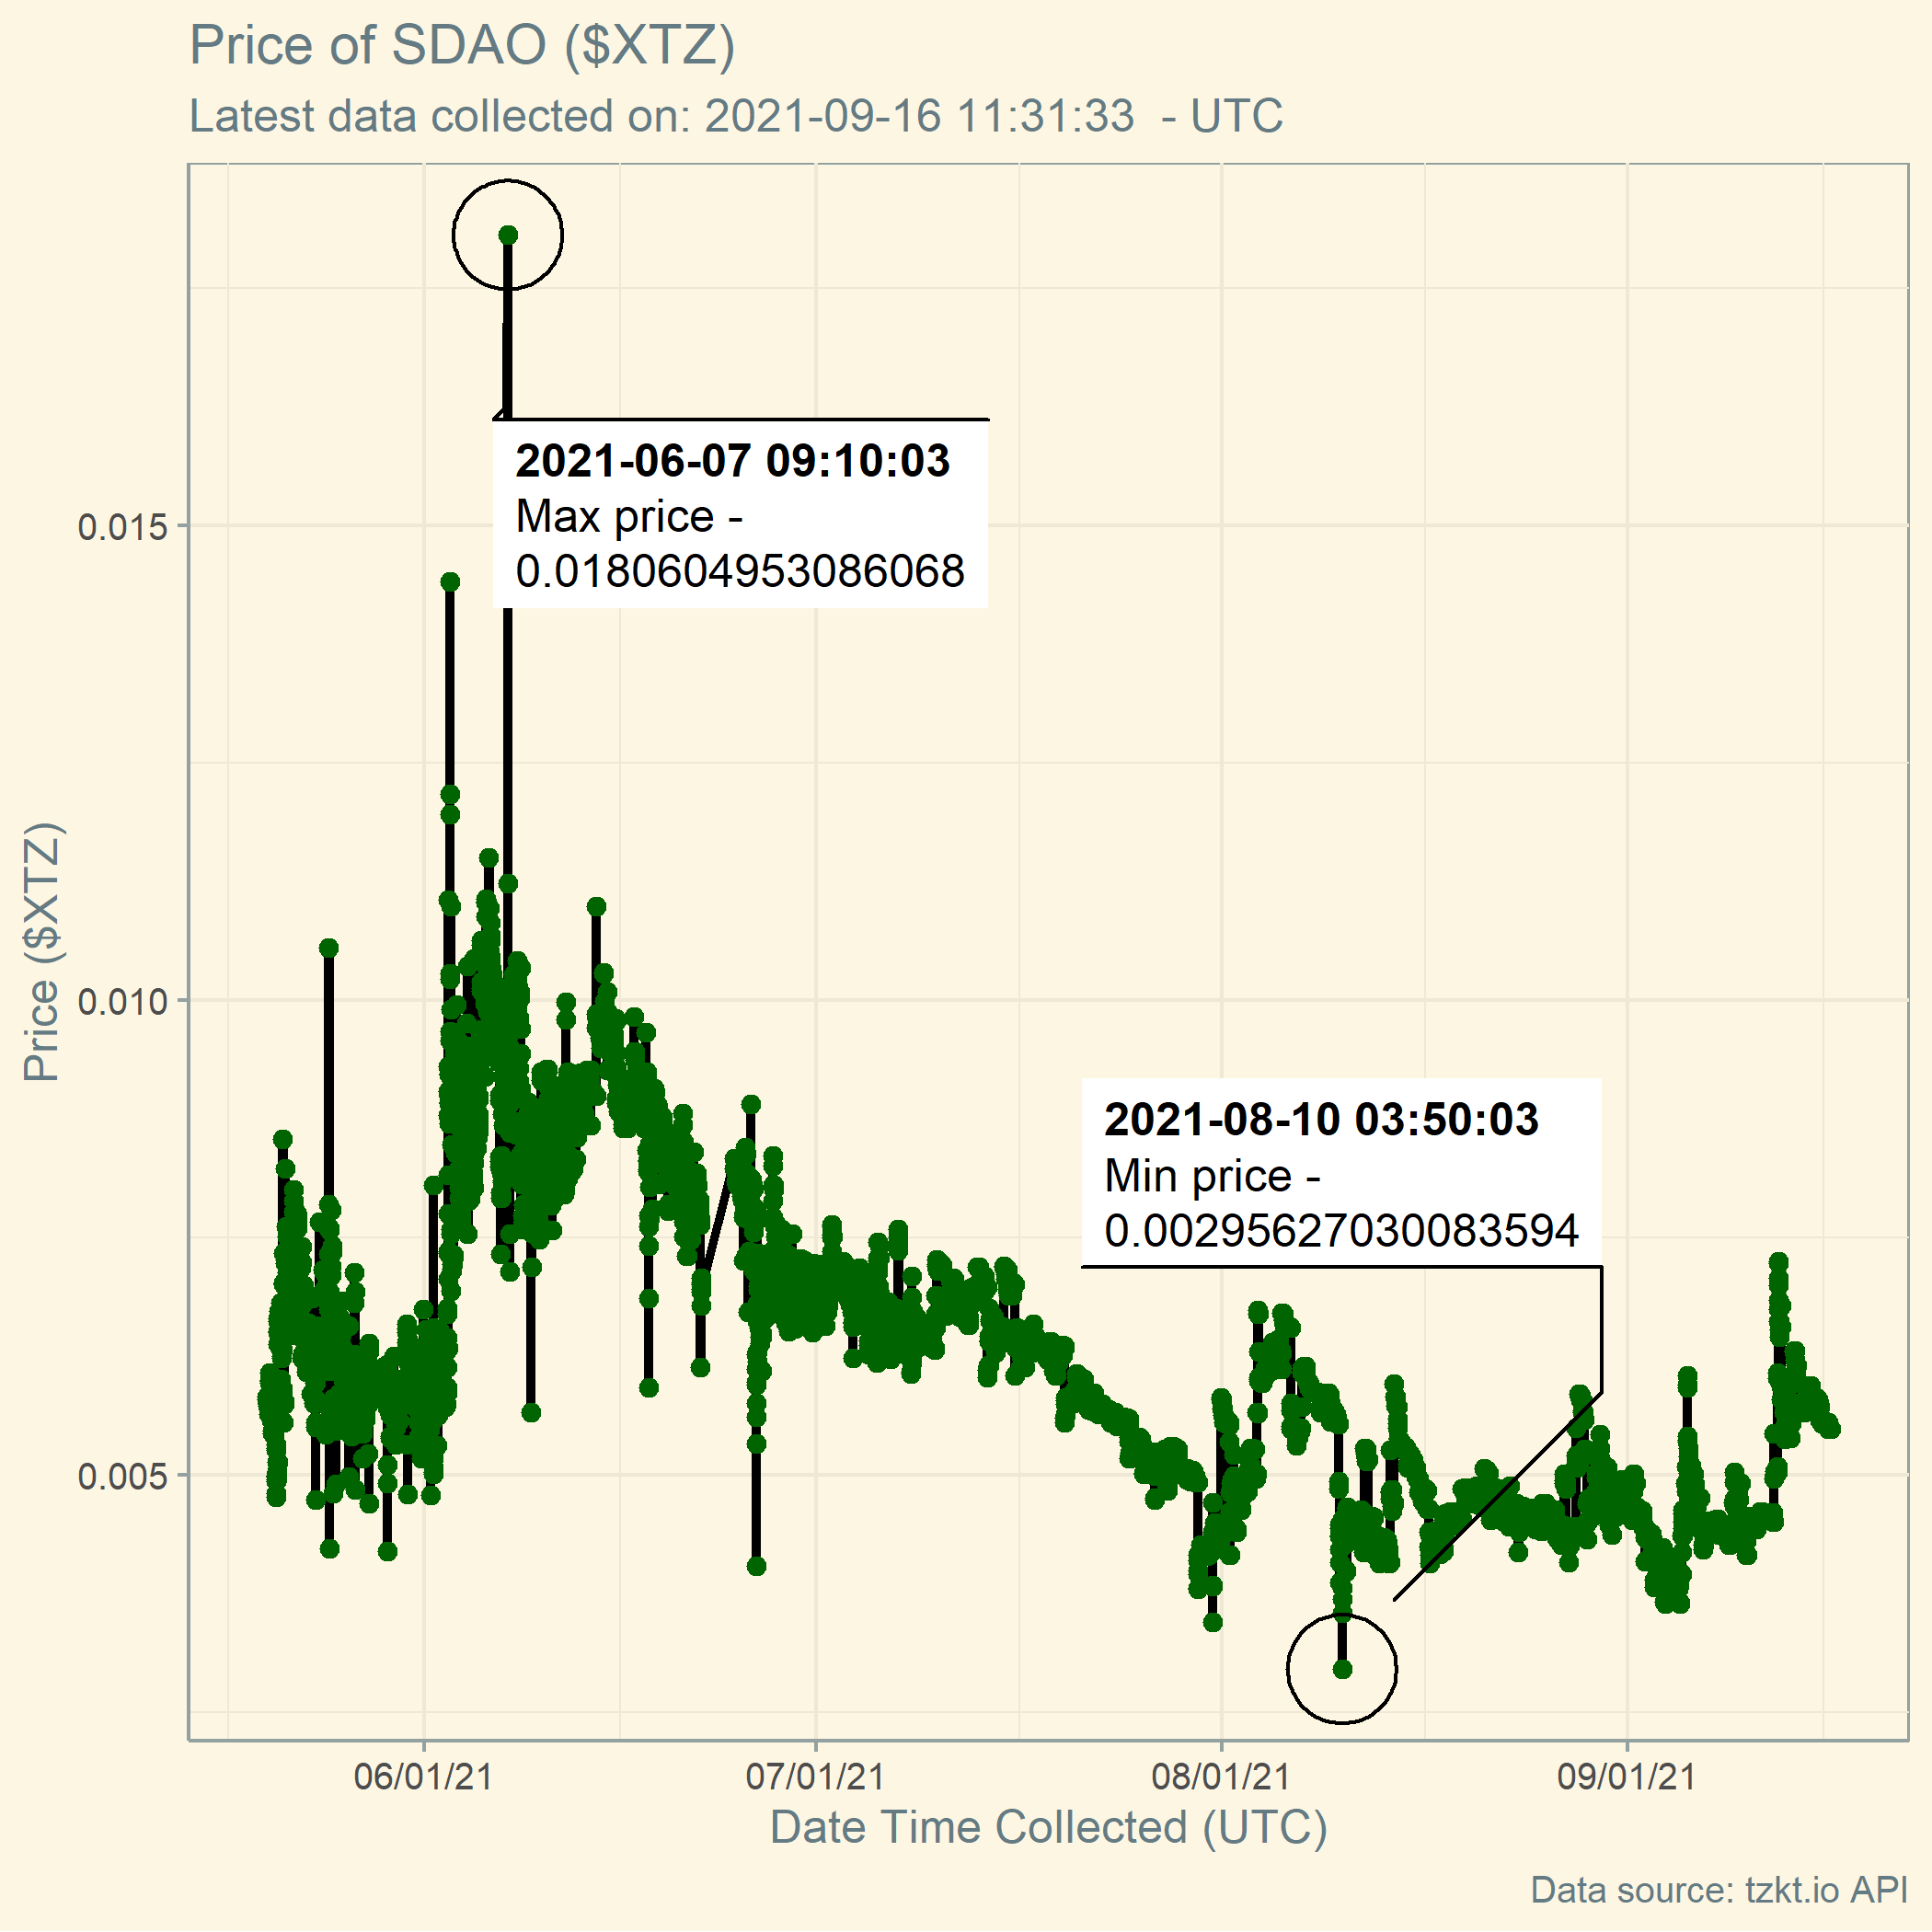 Price of SDAO ($XTZ)
Latest data collected on: 2021-09-16 11:31:33  - UTC
2021-06-07 09:10:03
Max price -
0.0180604953086068
0.015
0.010
2021-08-10 03:50:03
Min price -
0.00295627030083594
0.005
Price ($XTZ)
06/01/21
07/01/21
08/01/21
09/01/21
Date Time Collected (UTC)
Data source: tzkt.io API